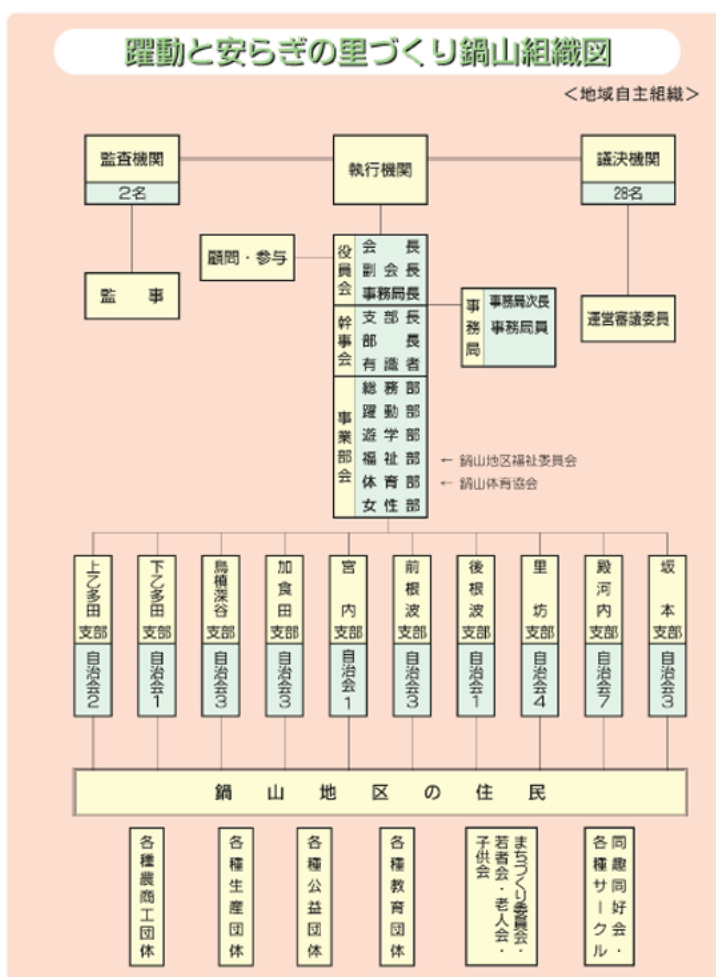 躍動と安らぎの里づくり鍋山組織図
＜地域自主組織＞
監査機関
2名
執行機関
議決機関
28名
監事
顧問・参与
役員会
会長
副会長
事務局長
幹事会
支部長
部長
有識者
事業部会
総務部
躍動部
遊学部
福祉部
体育部
女性部
事務局
事務局次長
事務局員
運営審議委員
← 鍋山地区福祉委員会
← 鍋山体育協会
上乙多田支部
自治会2
下乙多田支部
自治会1
鳥槙深谷支部
自治会3
加食田支部
自治会3
宮内支部
自治会1
前根波支部
自治会3
後根波支部
自治会1
里坊支部
自治会4
殿河内支部
自治会7
坂本支部
自治会3
鍋山地区の住民
各種農商工団体
各種生産団体
各種公益団体
各種教育団体
まちづくり委員会・
若者会・老人会・
子供会
同趣同好会・
各種サークル